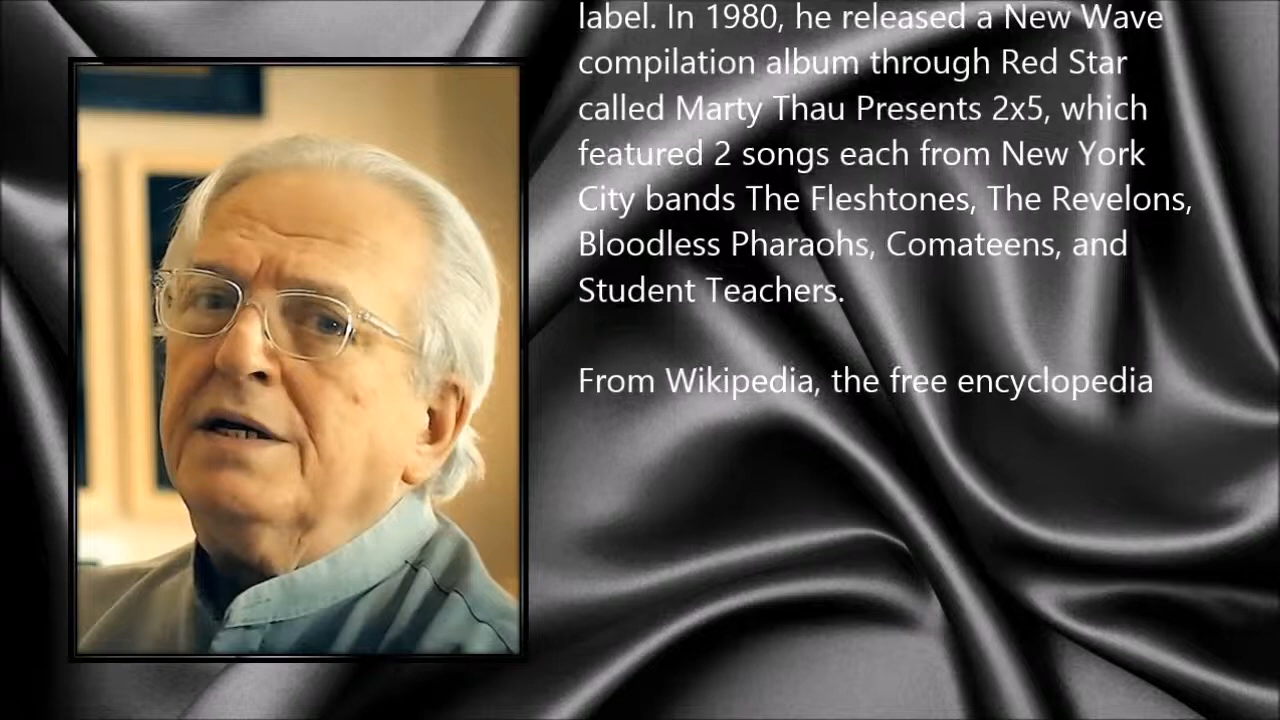 label. In 1980, he released a New Wave
compilation album through Red Star
called Marty Thau Presents 2x5, which
featured 2 songs each from New York
City bands The Fleshtones, The Revelons,
Bloodless Pharaohs, Comateens, and
Student Teachers.
From Wikipedia, the free encyclopedia